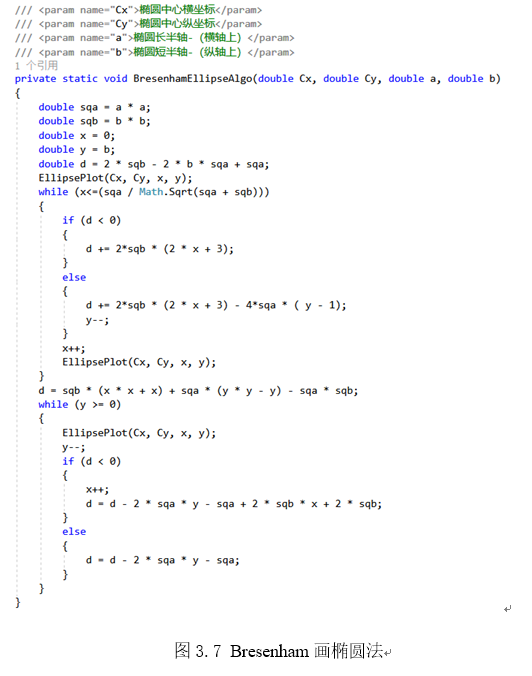 /// <param name="Cx">椭圆中心横坐标</param>
/// <param name="Cy">椭圆中心纵坐标</param>
/// <param name="a">椭圆长半轴-（横轴上）</param>
/// <param name="b">椭圆短半轴-（纵轴上）</param>
1 个引用
private static void BresenhamEllipseAlgo(double Cx, double Cy, double a, double b)
{
    double sqa = a * a;
    double sqb = b * b;
    double x = 0;
    double y = b;
    double d = 2 * sqb - 2 * b * sqa + sqa;
    EllipsePlot(Cx, Cy, x, y);
    while (x<=(sqa / Math.Sqrt(sqa + sqb)))
    {
        if (d < 0)
        {
            d += 2*sqb * (2 * x + 3);
        }
        else
        {
            d += 2*sqb * (2 * x + 3) - 4*sqa * ( y - 1);
            y--;
        }
        x++;
        EllipsePlot(Cx, Cy, x, y);
    }
    d = sqb * (x * x + x) + sqa * (y * y - y) - sqa * sqb;
    while (y >= 0)
    {
        EllipsePlot(Cx, Cy, x, y);
        y--;
        if (d < 0)
        {
            x++;
            d = d - 2 * sqa * y - sqa + 2 * sqb * x + 2 * sqb;
        }
        else
        {
            d = d - 2 * sqa * y - sqa;
        }
    }
}
图 3.7 Bresenham 画椭圆法